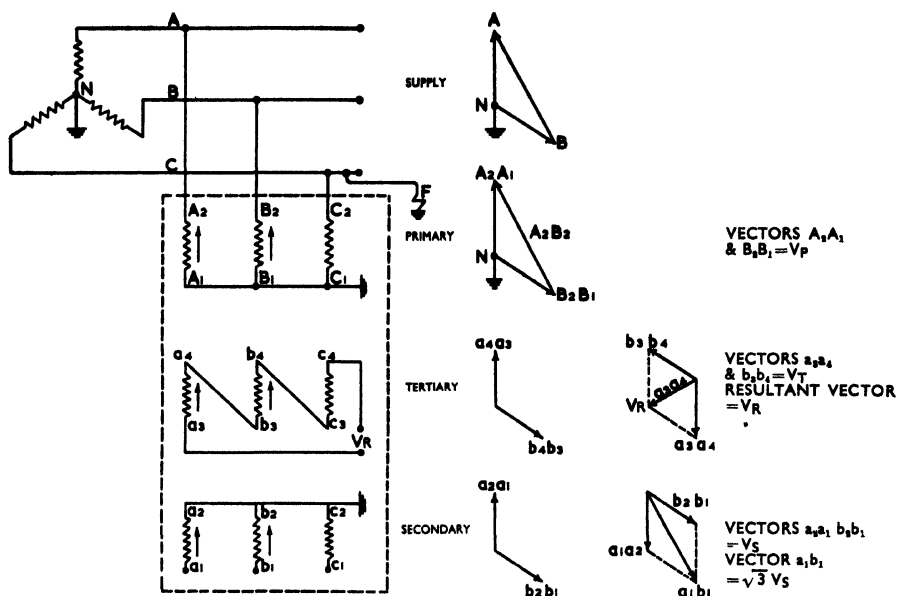 A
N
B
C
F
A2 B2 C2
A1 B1 C1
a4 b4 c4
a3 b3 c3
VR
a2 b2 c2
a1 b1 c1
SUPPLY
A
N
B
PRIMARY
A2A1
A2B2
N
B2B1
VECTORS A2A1
& B2B1=VP
TERTIARY
a4a3
b4b3
b3b4
a3a4
VR
a3a4
VECTORS a3a4
& b3b4=VT
RESULTANT VECTOR
=VR
SECONDARY
a2a1
b2b1
b2b1
a1a2
a1b1
VECTORS a2a1 b2b1
=VS
VECTOR a1b1
=√3 VS